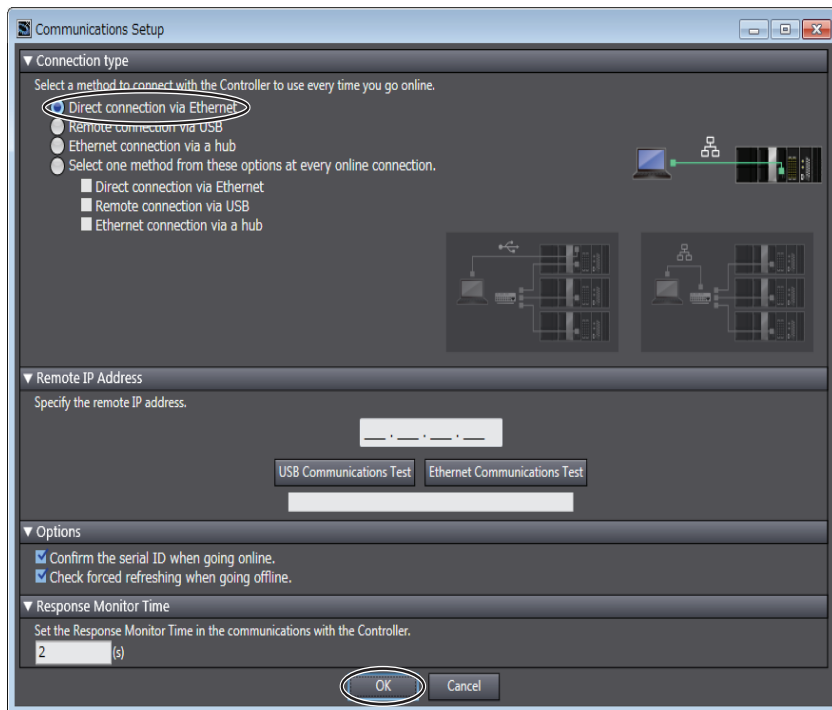 Communications Setup
▼ Connection type
Select a method to connect with the Controller to use every time you go online.
Direct connection via Ethernet
Remote connection via USB
Ethernet connection via a hub
Select one method from these options at every online connection.
Direct connection via Ethernet
Remote connection via USB
Ethernet connection via a hub
▼ Remote IP Address
Specify the remote IP address.
___.___.___.___
USB Communications Test Ethernet Communications Test
▼ Options
Confirm the serial ID when going online.
Check forced refreshing when going offline.
▼ Response Monitor Time
Set the Response Monitor Time in the communications with the Controller.
2 (s)
OK Cancel